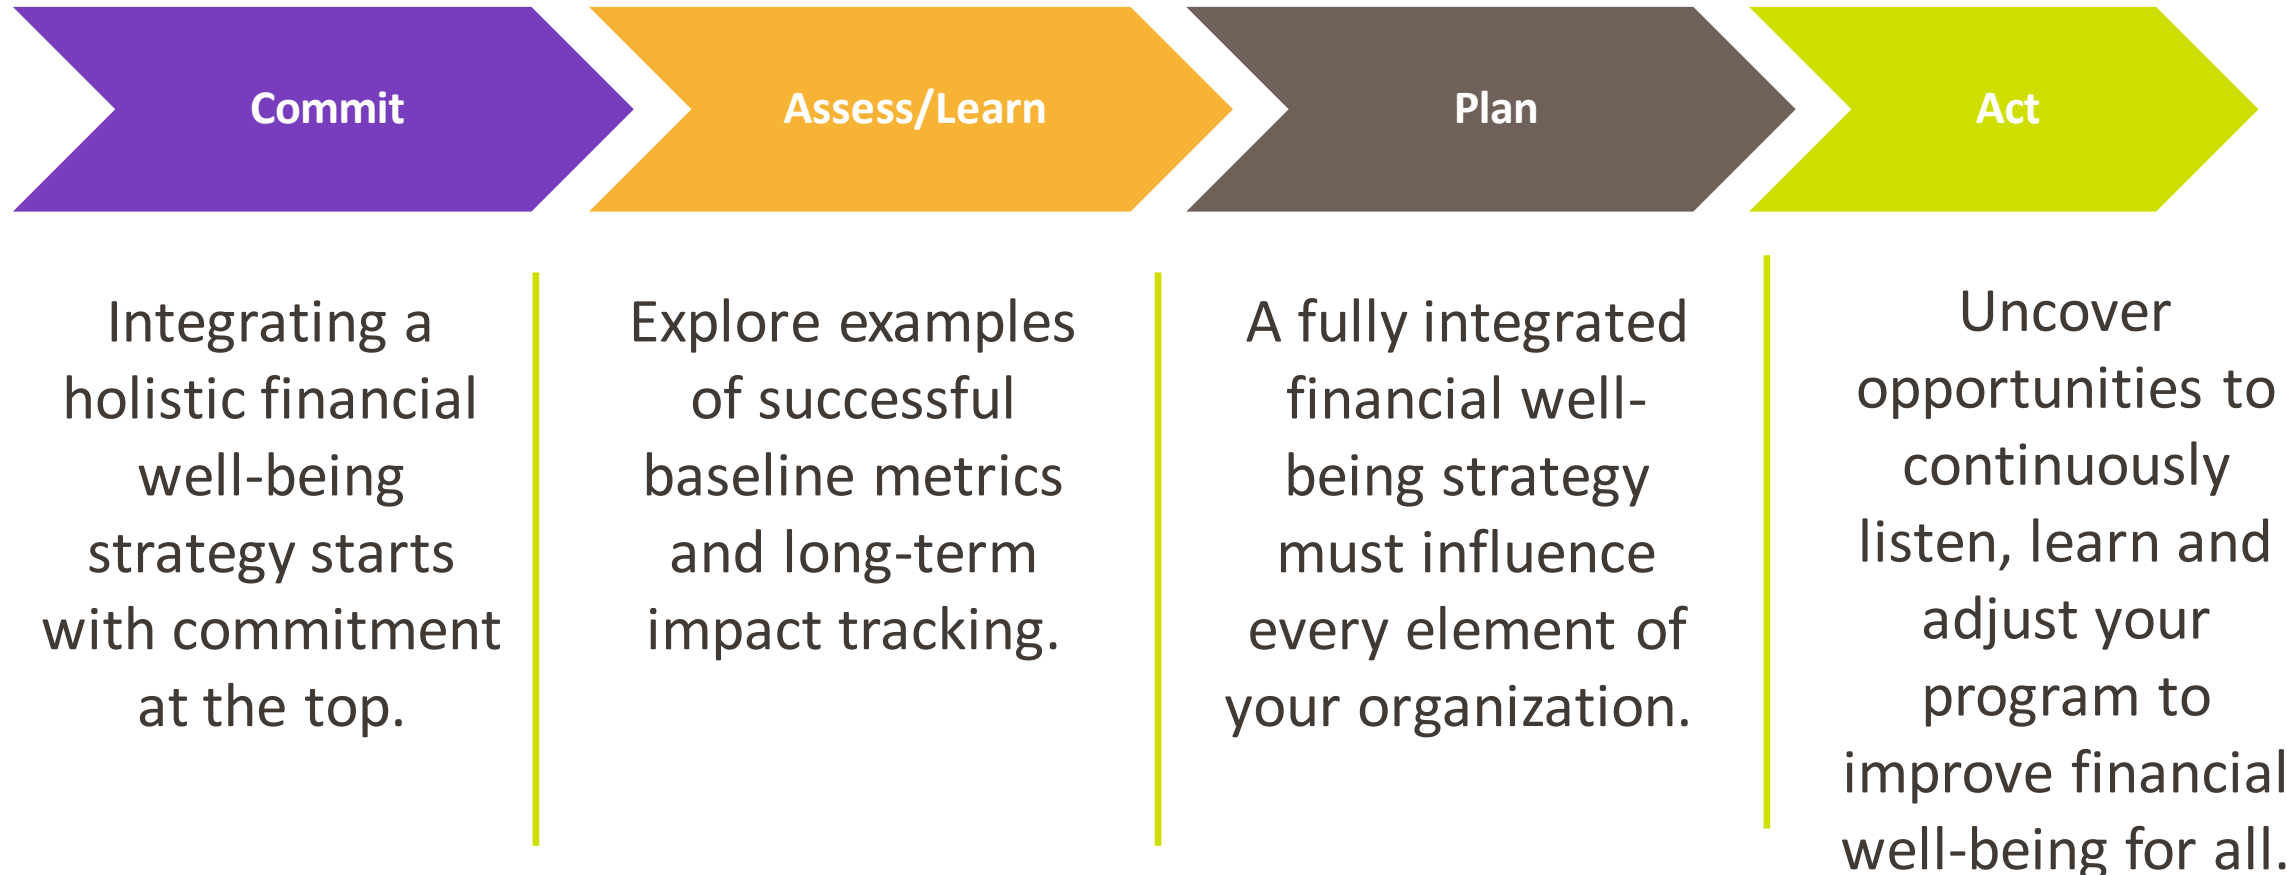 Commit
Assess/Learn
Plan
Act
Integrating a
holistic financial
well-being
strategy starts
with commitment
at the top.
Explore examples
of successful
baseline metrics
and long-term
impact tracking.
A fully integrated
financial well-
being strategy
must influence
every element of
your organization.
Uncover
opportunities to
continuously
listen, learn and
adjust your
program to
improve financial
well-being for all.